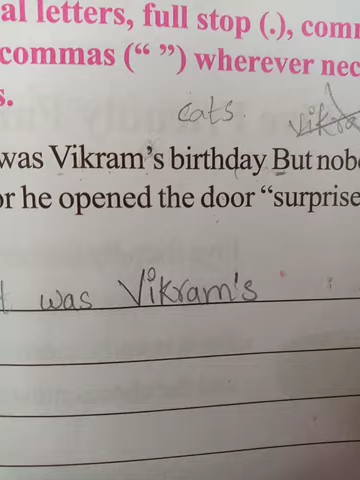 al letters, full stop (.), com
commas (“ ”) wherever nec
s.
cats.
was Vikram’s birthday But nob
or he opened the door “surprise
was Vikram's